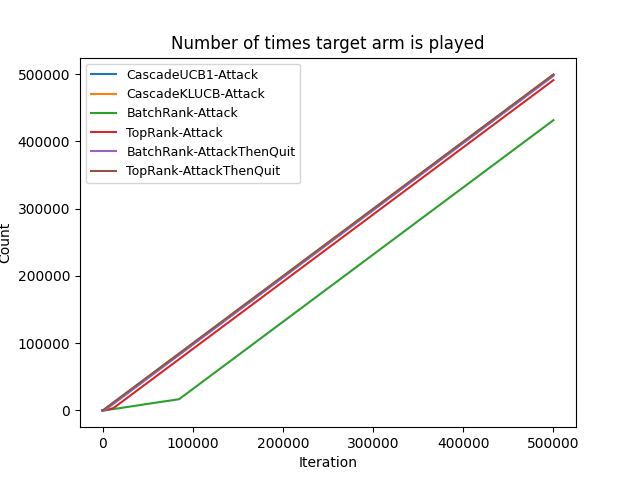 Number of times target arm is played
500000
400000
300000
200000
100000
0
Count
CascadeUCB1-Attack
CascadeKLUCB-Attack
BatchRank-Attack
TopRank-Attack
BatchRank-AttackThenQuit
TopRank-AttackThenQuit
0 100000 200000 300000 400000 500000
Iteration